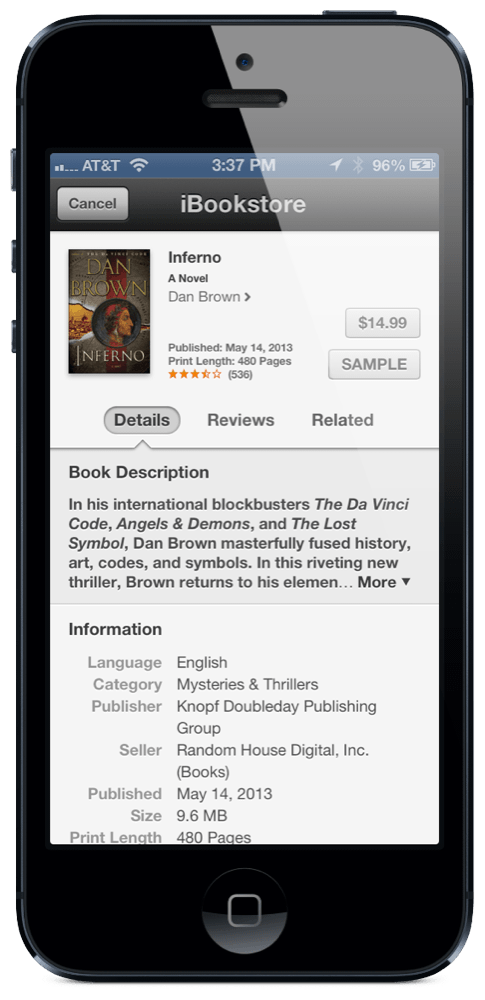 AT&T 3:37 PM 96%
Cancel iBookstore
THE DA VINCI CODE
DAN
BROWN
INFERNO
Inferno
A Novel
Dan Brown
$14.99
Published: May 14, 2013
Print Length: 480 Pages
(536)
SAMPLE
Details Reviews Related
Book Description
In his international blockbusters The Da Vinci
Code, Angels & Demons, and The Lost
Symbol, Dan Brown masterfully fused history,
art, codes, and symbols. In this riveting new
thriller, Brown returns to his elemen… More ▼
Information
Language English
Category Mysteries & Thrillers
Publisher Knopf Doubleday Publishing
Group
Seller Random House Digital, Inc.
(Books)
Published May 14, 2013
Size 9.6 MB
Print Length 480 Pages